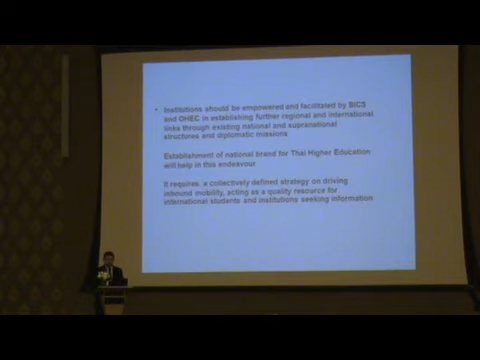 • Institutions should be empowered and facilitated by BICS
and OHEC in establishing further regional and international
links through existing national and supranational
structures and diplomatic missions
Establishment of national brand for Thai Higher Education
will help in this endeavour
It requires a collectively defined strategy on driving
inbound mobility, acting as a quality resource for
international students and institutions seeking information